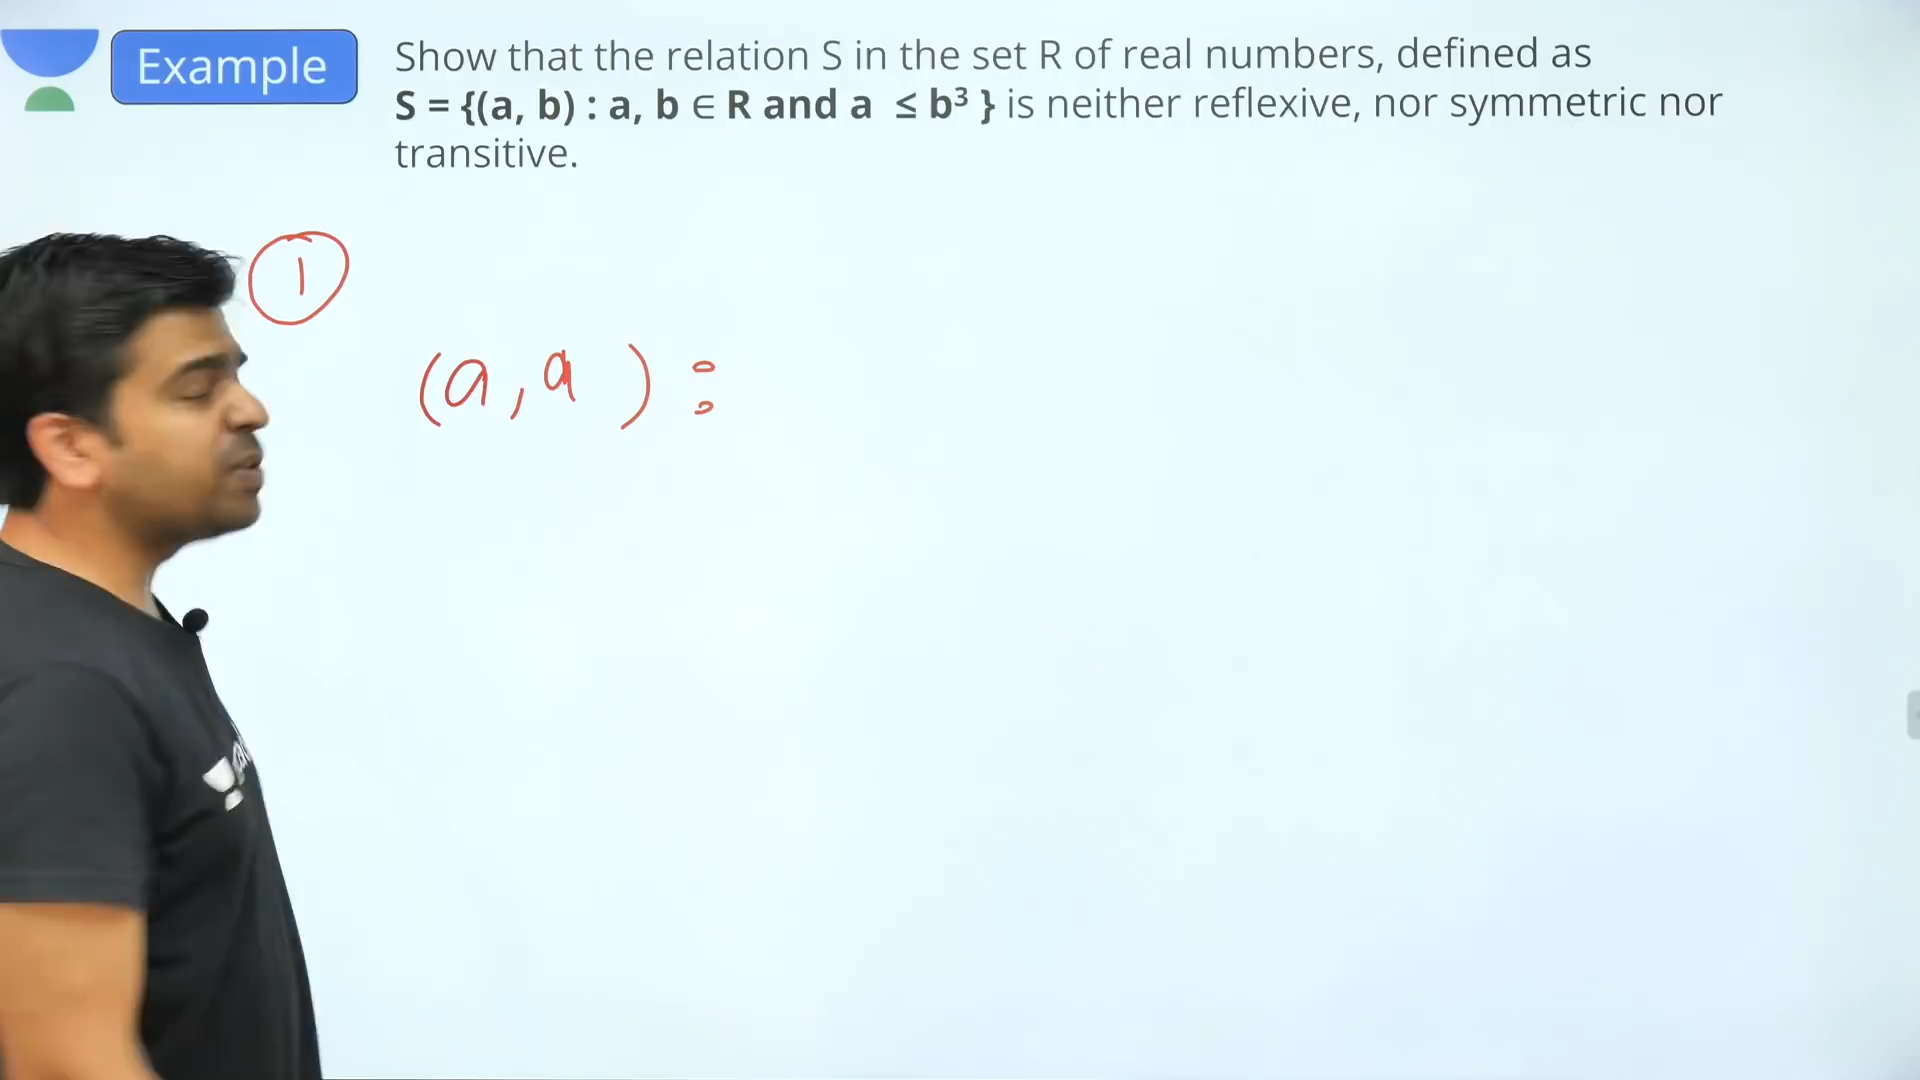 Example
Show that the relation S in the set R of real numbers, defined as
S = {(a, b) : a, b ∈ R and a ≤ b³ } is neither reflexive, nor symmetric nor
transitive.
1
(a, a ) :